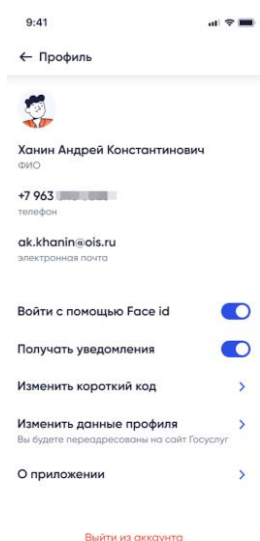 9:41
← Профиль
Ханин Андрей Константинович
ФИО
+7 963
телефон
ak.khanin@ois.ru
электронная почта
Войти с помощью Face id
Получать уведомления
Изменить короткий код
Изменить данные профиля
Вы будете переадресованы на сайт Госуслуг
О приложении
Выйти из аккаунта